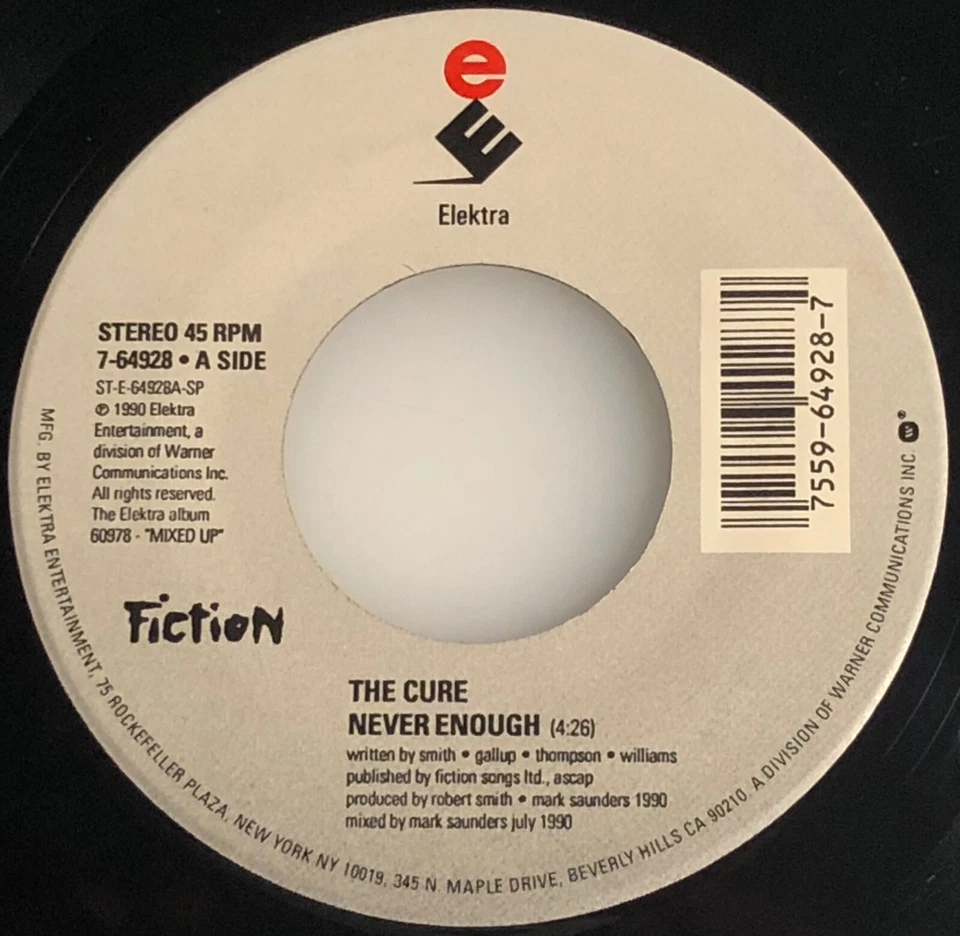 e
E
Elektra
STEREO 45 RPM
7-64928 • A SIDE
ST-E-64928A-SP
℗ 1990 Elektra
Entertainment, a
division of Warner
Communications Inc.
All rights reserved.
The Elektra album
60978 - "MIXED UP"
Fiction
7559-64928-7
THE CURE
NEVER ENOUGH (4:26)
written by smith • gallup • thompson • williams
published by fiction songs ltd., ascap
produced by robert smith • mark saunders 1990
mixed by mark saunders july 1990
MFG. BY ELEKTRA ENTERTAINMENT, 75 ROCKEFELLER PLAZA, NEW YORK NY 10019, 345 N. MAPLE DRIVE, BEVERLY HILLS CA 90210. A DIVISION OF WARNER COMMUNICATIONS INC. ®